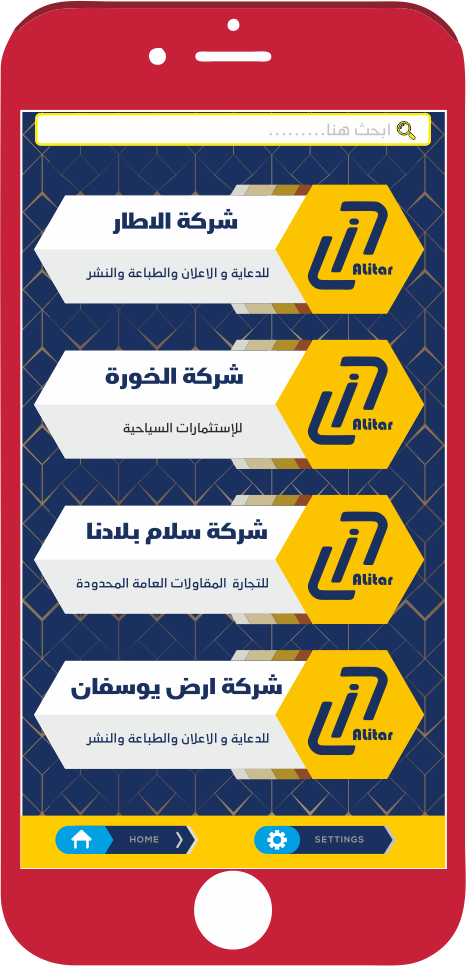 ابحث هنا.........
شركة الاطار
للدعاية و الاعلان والطباعة والنشر
ALitar
شركة الخورة
للإستثمارات السياحية
ALitar
شركة سلام بلادنا
للتجارة المقاولات العامة المحدودة
ALitar
شركة ارض يوسفان
للدعاية و الاعلان والطباعة والنشر
ALitar
HOME
SETTINGS